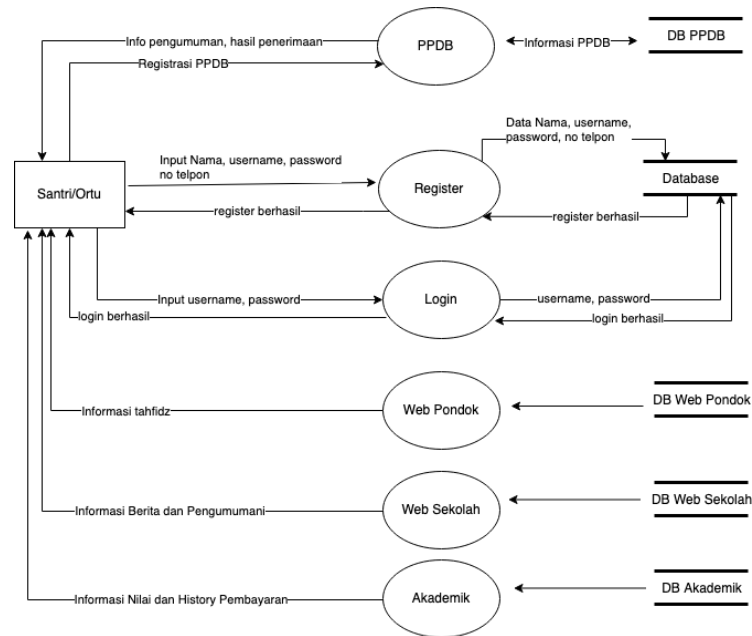 Info pengumuman, hasil penerimaan
PPDB
Informasi PPDB
DB PPDB
Registrasi PPDB
Data Nama, username,
password, no telpon
Input Nama, username, password
no telpon
Santri/Ortu
Register
Database
register berhasil
register berhasil
Input username, password
Login
username, password
login berhasil
login berhasil
Informasi tahfidz
Web Pondok
DB Web Pondok
Informasi Berita dan Pengumumani
Web Sekolah
DB Web Sekolah
Informasi Nilai dan History Pembayaran
Akademik
DB Akademik